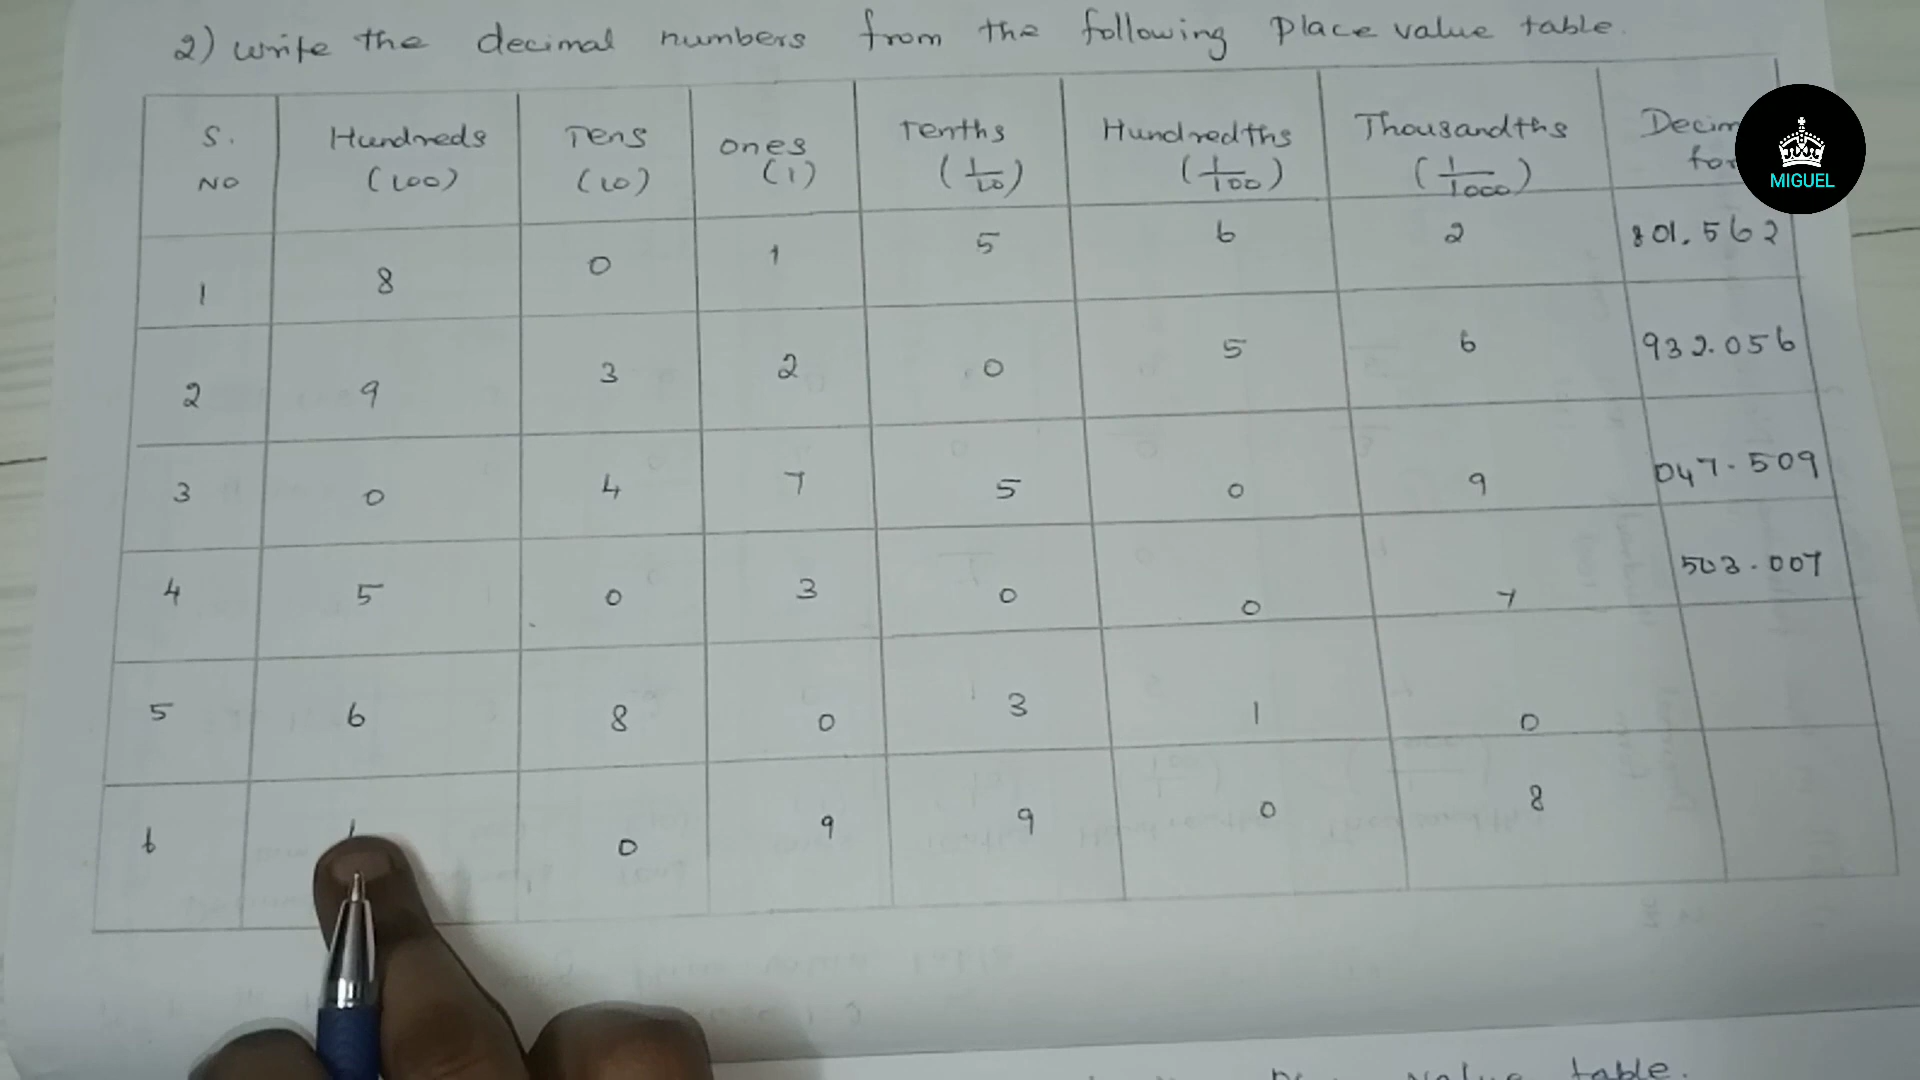 2) write the decimal numbers from the following place value table.
S. NO Hundreds (100) Tens (10) ones (1) Tenths (1/10) Hundredths (1/100) Thousandths (1/1000)
MIGUEL
1 8 0 1 5 6 2 801.562
2 9 3 2 0 5 6 932.056
3 0 4 7 5 0 9 047.509
4 5 0 3 0 0 7 503.007
5 6 8 0 3 1 0
6 0 9 9 0 8
value table.